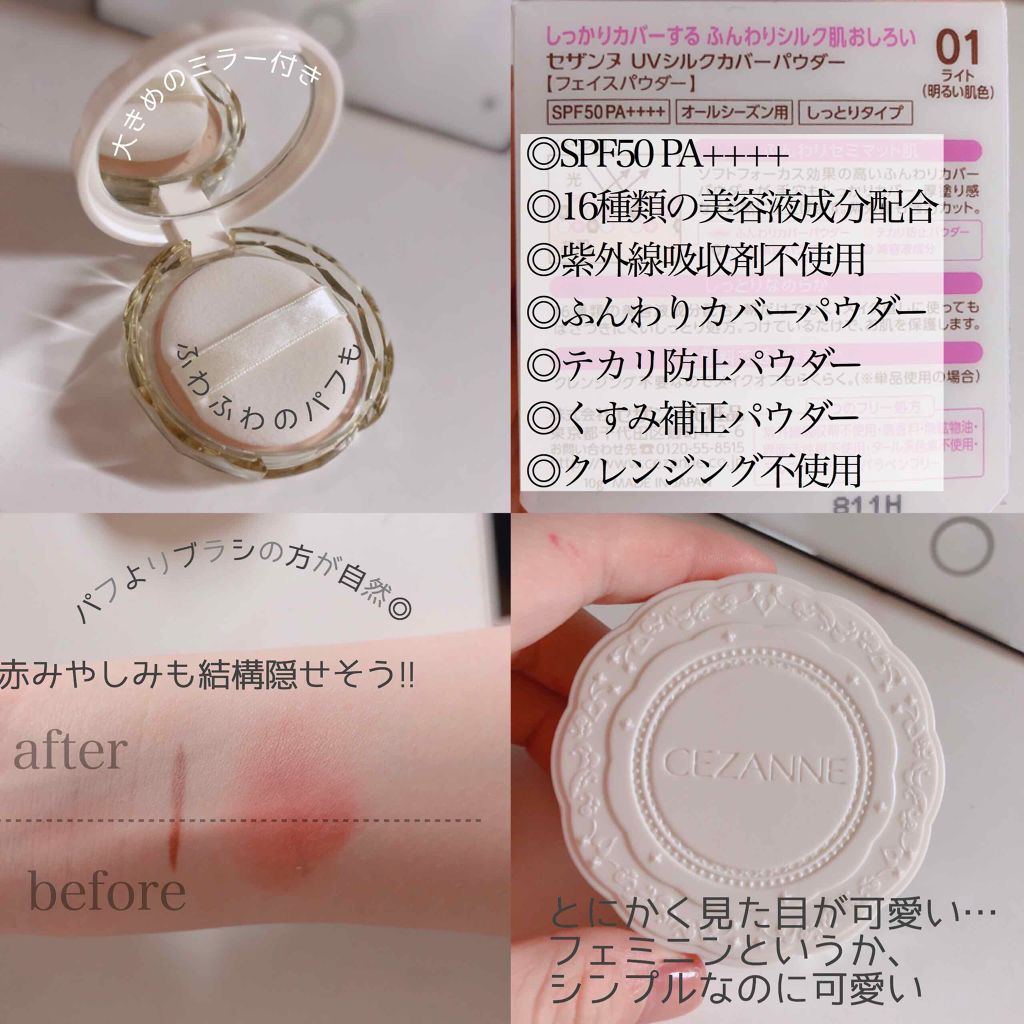 大きめのミラー付き
ふわふわのパフも
しっかりカバーする ふんわりシルク肌おしろい
セザンヌ UVシルクカバーパウダー
【フェイスパウダー】
01
ライト
(明るい肌色)
SPF50 PA++++ オールシーズン用 しっとりタイプ
◎SPF50 PA++++
◎16種類の美容液成分配合
◎紫外線吸収剤不使用
◎ふんわりカバーパウダー
◎テカリ防止パウダー
◎くすみ補正パウダー
◎クレンジング不使用
811H
パフよりブラシの方が自然◎
赤みやしみも結構隠せそう!!
after
before
CEZANNE
とにかく見た目が可愛い…
フェミニンというか、
シンプルなのに可愛い